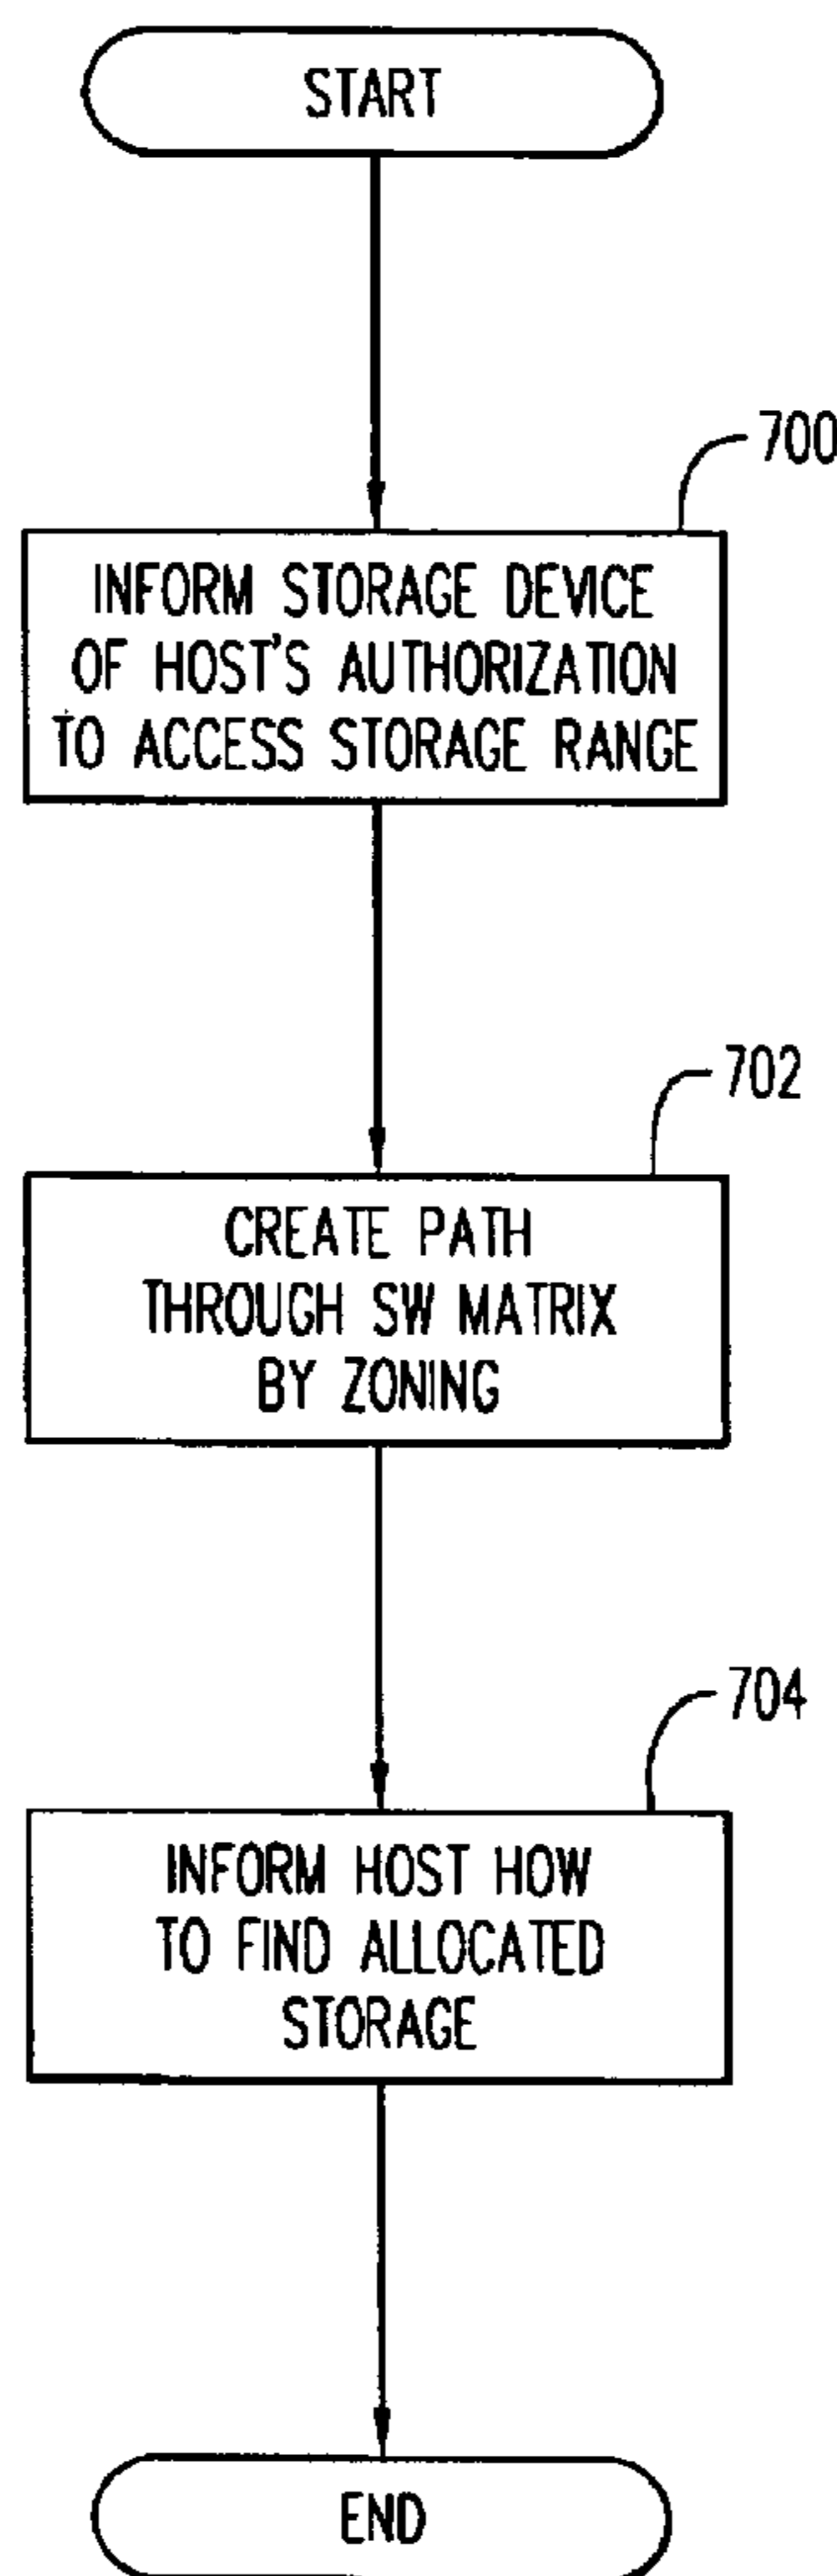 START
700
INFORM STORAGE DEVICE
OF HOST'S AUTHORIZATION
TO ACCESS STORAGE RANGE
702
CREATE PATH
THROUGH SW MATRIX
BY ZONING
704
INFORM HOST HOW
TO FIND ALLOCATED
STORAGE
END